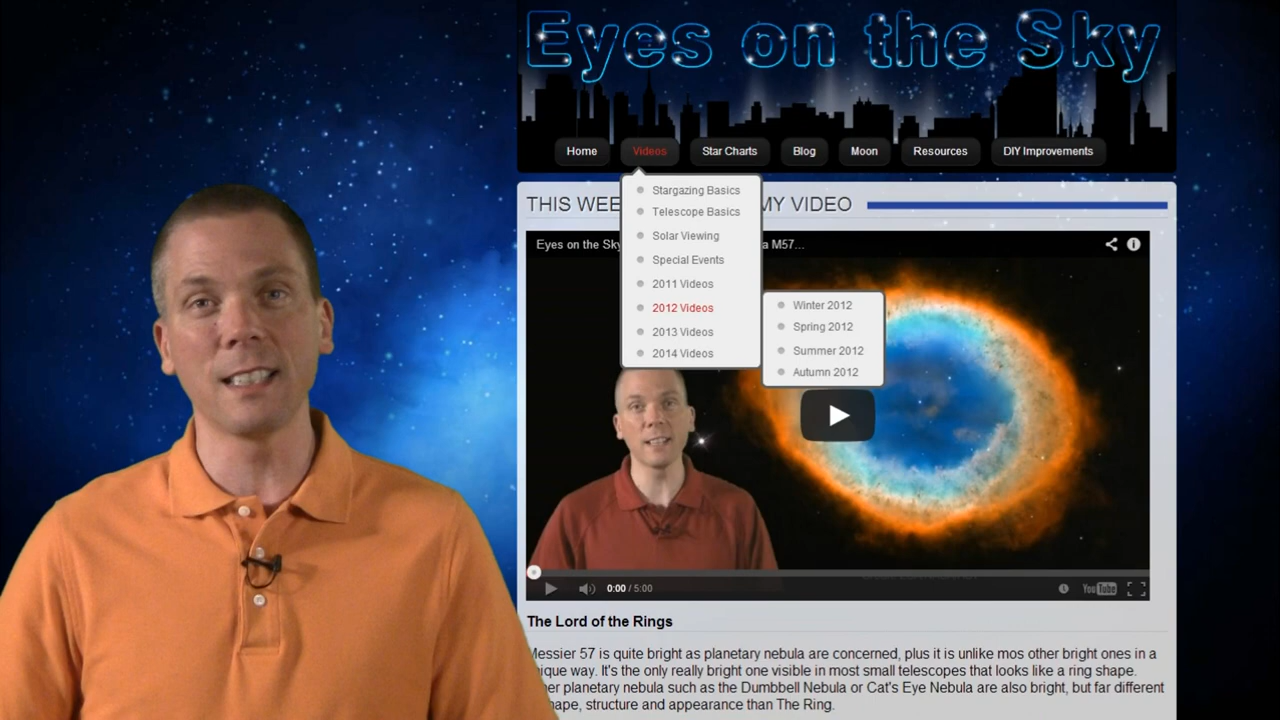 Eyes on the Sky
Home
Videos
Star Charts
Blog
Moon
Resources
DIY Improvements
Stargazing Basics
Telescope Basics
Solar Viewing
Special Events
2011 Videos
2012 Videos
2013 Videos
2014 Videos
Winter 2012
Spring 2012
Summer 2012
Autumn 2012
THIS WEE MY VIDEO
Eyes on the Sky a M57...
0:00 / 5:00
YouTube
The Lord of the Rings
Messier 57 is quite bright as planetary nebula are concerned, plus it is unlike mos other bright ones in a
ique way. It's the only really bright one visible in most small telescopes that looks like a ring shape.
er planetary nebula such as the Dumbbell Nebula or Cat's Eye Nebula are also bright, but far different
hape, structure and appearance than The Ring.